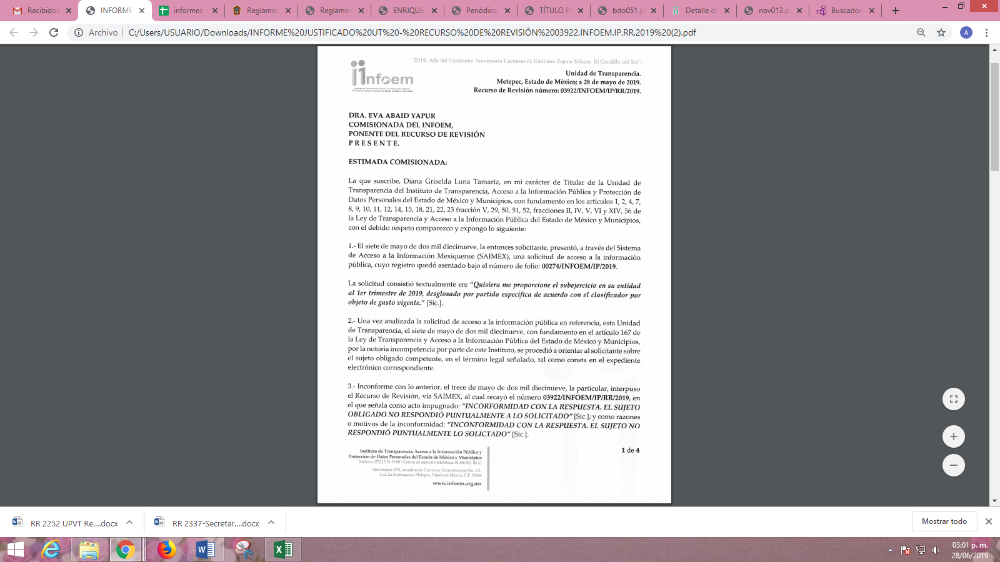 Recibidos
INFORME
informes
Reglamen
Reglamen
ENRIQUE
Periódico
TÍTULO P
bdo051.p
Detalle de
nov013.p
Buscador
Archivo
C:/Users/USUARIO/Downloads/INFORME%20JUSTIFICADO%20UT%20-%20RECURSO%20DE%20REVISIÓN%2003922.INFOEM.IP.RR.2019%20(2).pdf
A
"2019. Año del Centésimo Aniversario Luctuoso de Emiliano Zapata Salazar. El Caudillo del Sur".
infoem
Instituto de Transparencia, Acceso a la Información Pública y
Protección de Datos Personales del Estado de México y Municipios
Unidad de Transparencia.
Metepec, Estado de México; a 28 de mayo de 2019.
Recurso de Revisión número: 03922/INFOEM/IP/RR/2019.
DRA. EVA ABAID YAPUR
COMISIONADA DEL INFOEM,
PONENTE DEL RECURSO DE REVISIÓN
P R E S E N T E.
ESTIMADA COMISIONADA:
La que suscribe, Diana Griselda Luna Tamariz, en mi carácter de Titular de la Unidad de
Transparencia del Instituto de Transparencia, Acceso a la Información Pública y Protección de
Datos Personales del Estado de México y Municipios, con fundamento en los artículos 1, 2, 4, 7,
8, 9, 10, 11, 12, 14, 15, 18, 21, 22, 23 fracción V, 29, 50, 51, 52, fracciones II, IV, V, VI y XIV, 56 de
la Ley de Transparencia y Acceso a la Información Pública del Estado de México y Municipios,
con el debido respeto comparezco y expongo lo siguiente:
1.- El siete de mayo de dos mil diecinueve, la entonces solicitante, presentó, a través del Sistema
de Acceso a la Información Mexiquense (SAIMEX), una solicitud de acceso a la información
pública, cuyo registro quedó asentado bajo el número de folio: 00274/INFOEM/IP/2019.
La solicitud consistió textualmente en: "Quisiera me proporcione el subejercicio en su entidad
al 1er trimestre de 2019, desglosado por partida específica de acuerdo con el clasificador por
objeto de gasto vigente." [Sic.].
2.- Una vez analizada la solicitud de acceso a la información pública en referencia, esta Unidad
de Transparencia, el siete de mayo de dos mil diecinueve, con fundamento en el artículo 167 de
la Ley de Transparencia y Acceso a la Información Pública del Estado de México y Municipios,
por la notoria incompetencia por parte de este Instituto, se procedió a orientar al solicitante sobre
el sujeto obligado competente, en el término legal señalado, tal como consta en el expediente
electrónico correspondiente.
3.- Inconforme con lo anterior, el trece de mayo de dos mil diecinueve, la particular, interpuso
el Recurso de Revisión, vía SAIMEX, al cual recayó el número 03922/INFOEM/IP/RR/2019, en
el que señala como acto impugnado: "INCORFORMIDAD CON LA RESPUESTA. EL SUJETO
OBLIGADO NO RESPONDIÓ PUNTUALMENTE A LO SOLICITADO" [Sic.]; y como razones
o motivos de la inconformidad: "INCONFORMIDAD CON LA RESPUESTA. EL SUJETO NO
RESPONDIÓ PUNTUALMENTE LO SOLICTADO" [Sic.].
Instituto de Transparencia, Acceso a la Información Pública y
Protección de Datos Personales del Estado de México y Municipios
Teléfono: (722) 2 26 19 80 * Centro de atención telefónica: 01 800 821 04 41
Pino Suárez S/N, actualmente Carretera Toluca-Ixtapan No. 111,
Col. La Michoacana, Metepec, Estado de México, C.P. 52166
www.infoem.org.mx
1 de 4
RR 2252 UPVT Re....docx
RR 2337-Secretar....docx
Mostrar todo
03:01 p. m.
28/06/2019